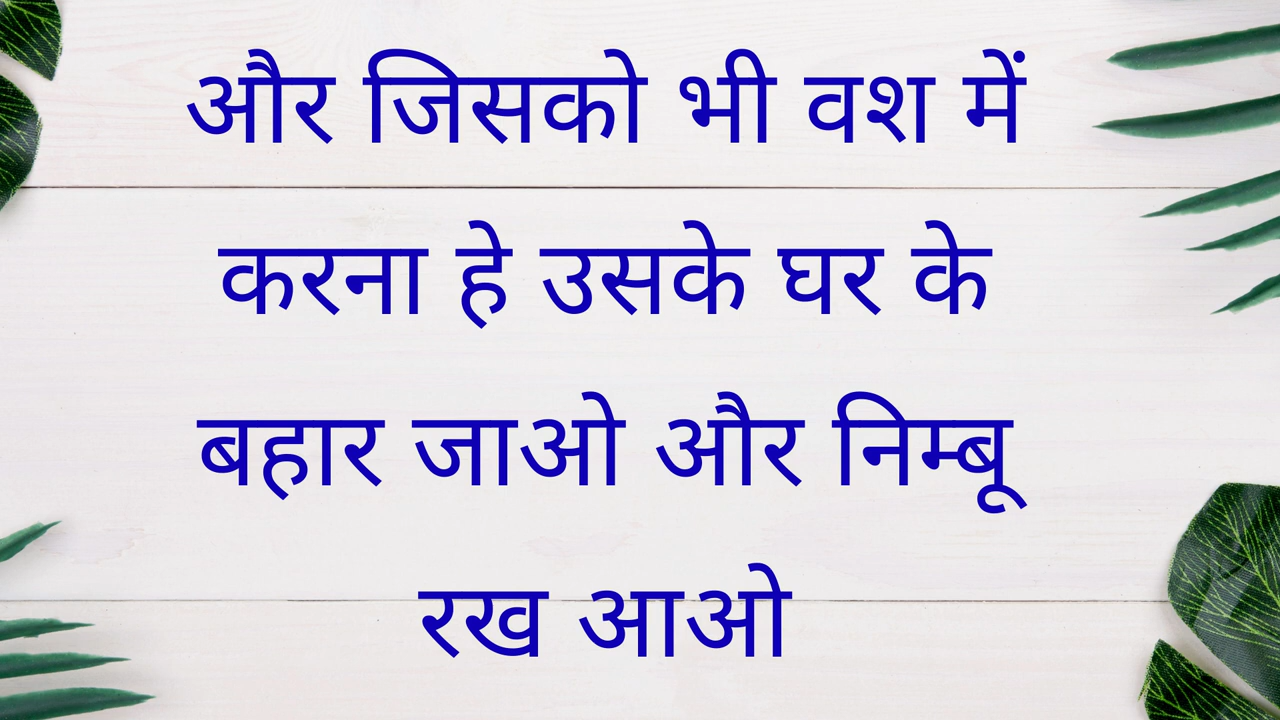 और जिसको भी वश में
करना हे उसके घर के
बहार जाओ और निम्बू
रख आओ